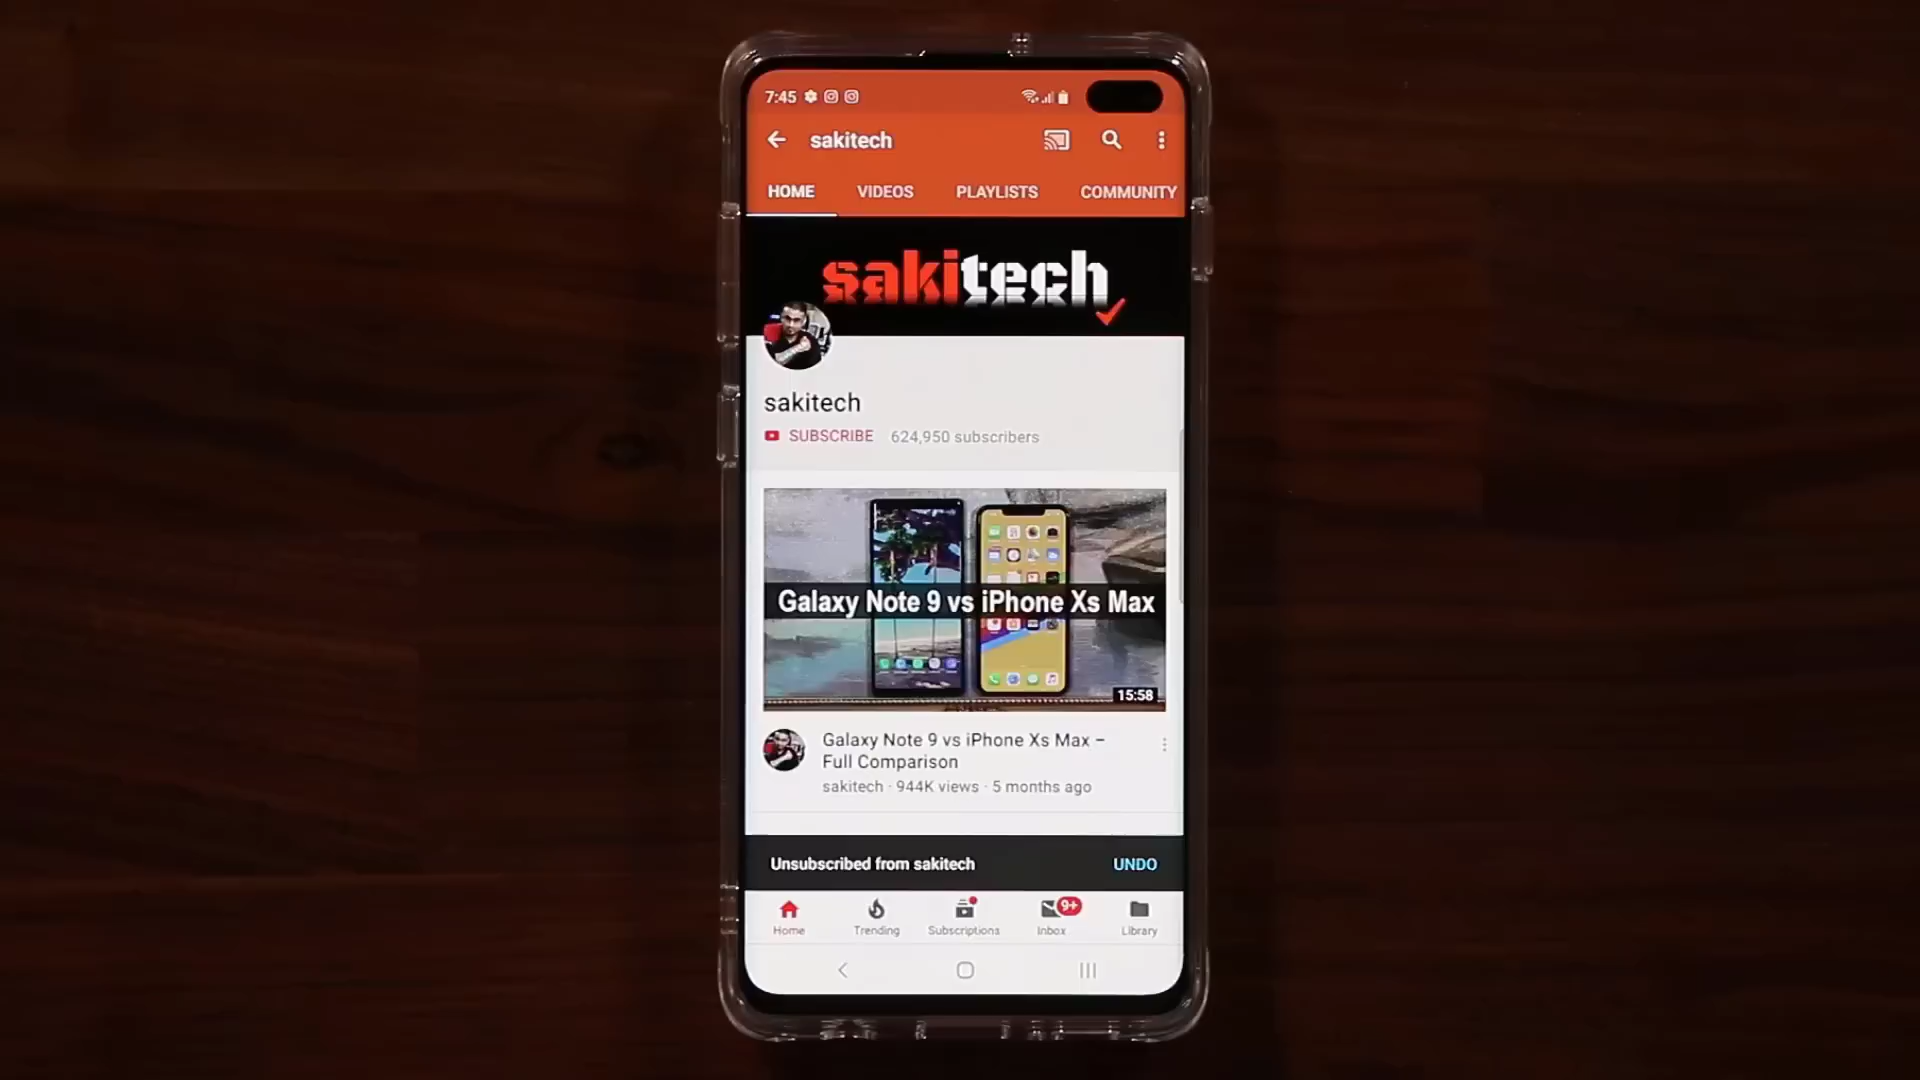 7:45
sakitech
HOME VIDEOS PLAYLISTS COMMUNITY
sakitech
sakitech
SUBSCRIBE 624,950 subscribers
Galaxy Note 9 vs iPhone Xs Max
15:58
Galaxy Note 9 vs iPhone Xs Max –
Full Comparison
sakitech · 944K views · 5 months ago
Unsubscribed from sakitech UNDO
9+
Home Trending Subscriptions Inbox Library